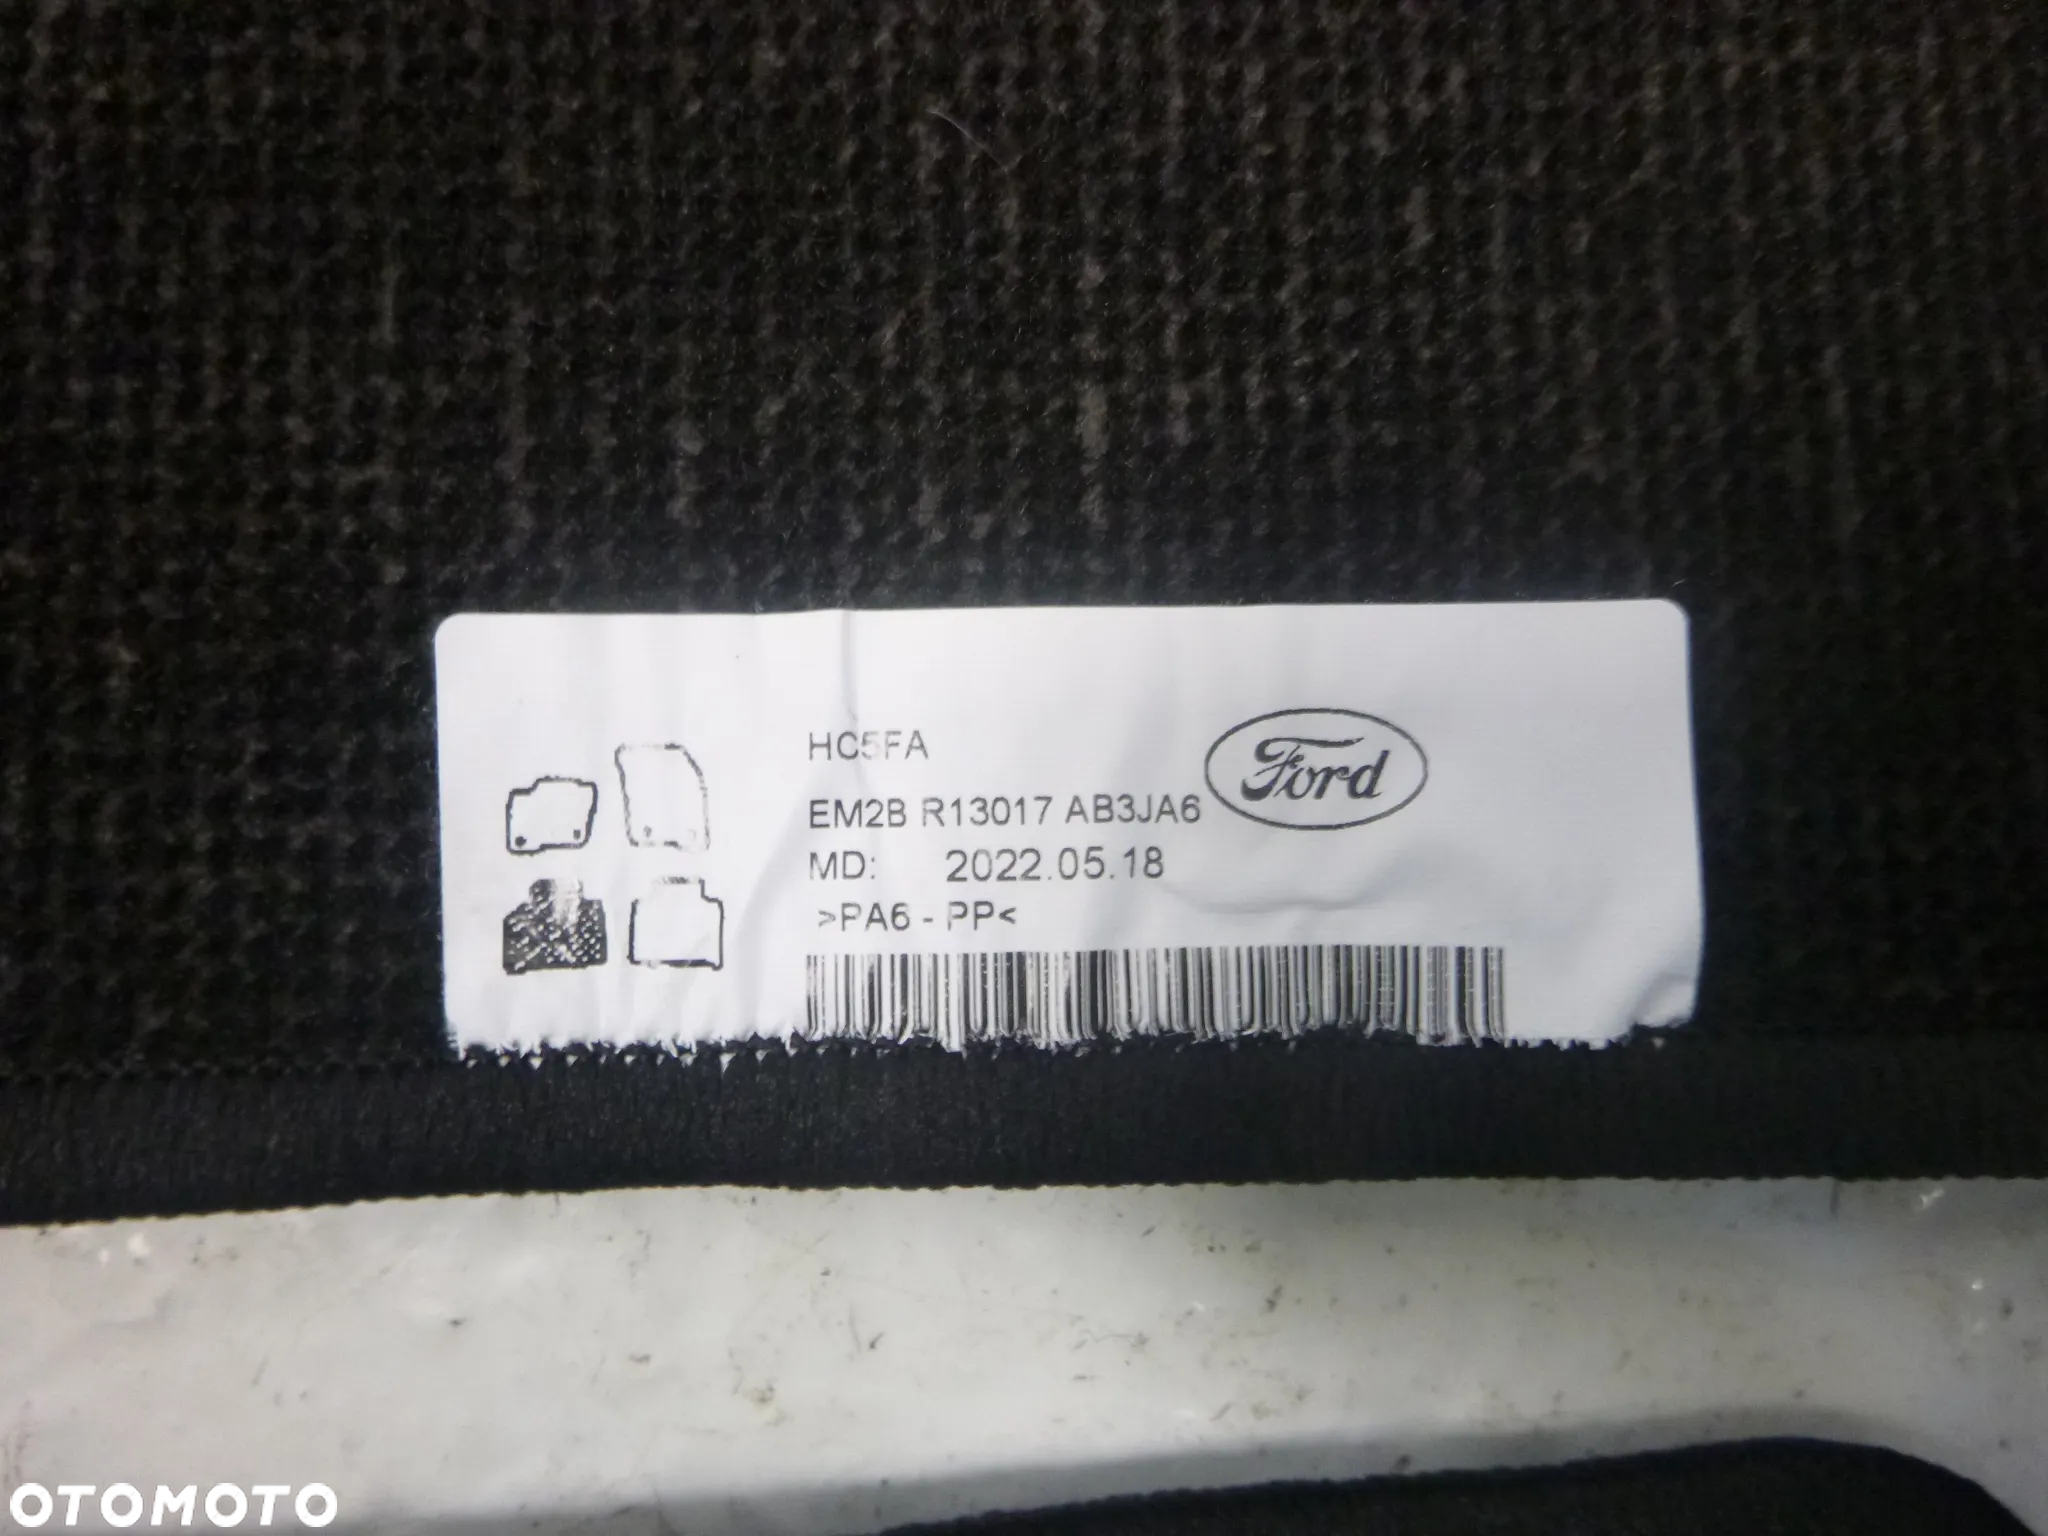 HC5FA
Ford
EM2B R13017 AB3JA6
MD: 2022.05.18
>PA6 - PP<
OTOMOTO